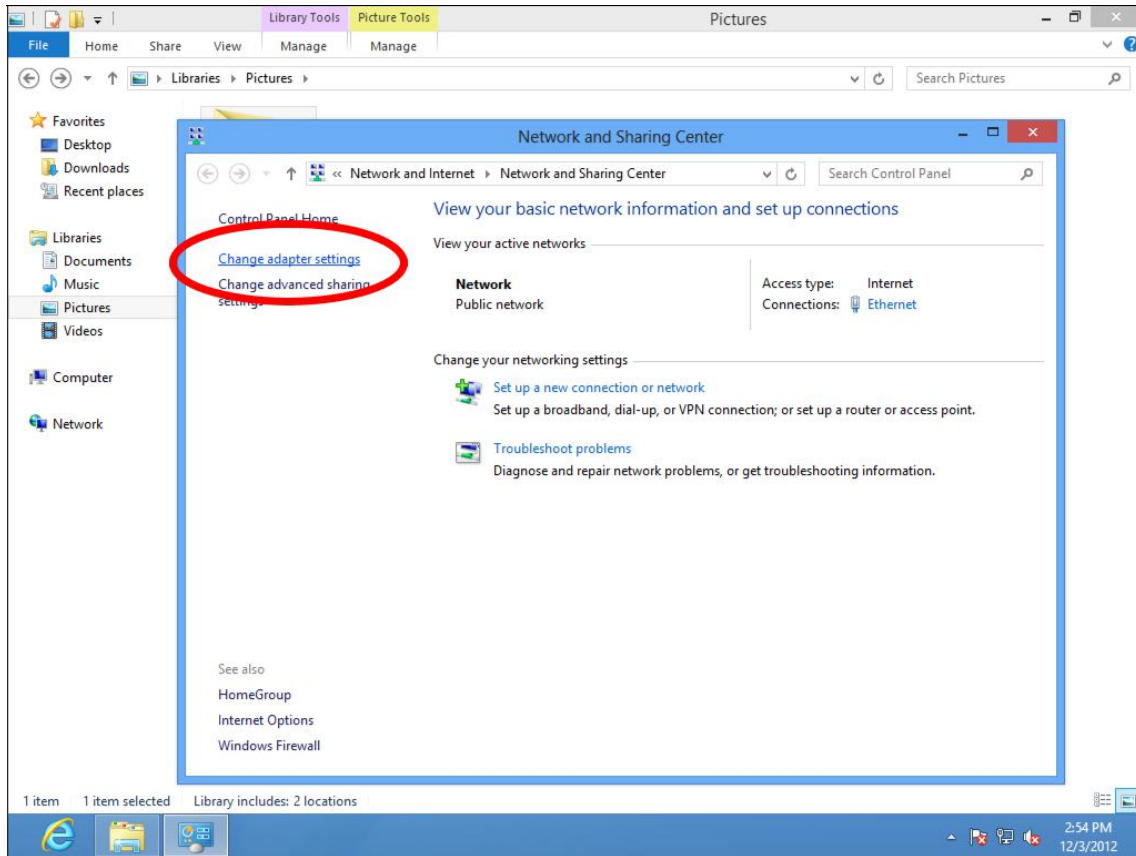 Library Tools Picture Tools Pictures
File Home Share View Manage Manage
Libraries Pictures
Search Pictures
Favorites
Desktop
Downloads
Recent places
Libraries
Documents
Music
Pictures
Videos
Computer
Network
Network and Sharing Center
« Network and Internet Network and Sharing Center
Search Control Panel
Control Panel Home
Change adapter settings
Change advanced sharing
settings
View your basic network information and set up connections
View your active networks
Network
Public network
Access type: Internet
Connections: Ethernet
Change your networking settings
Set up a new connection or network
Set up a broadband, dial-up, or VPN connection; or set up a router or access point.
Troubleshoot problems
Diagnose and repair network problems, or get troubleshooting information.
See also
HomeGroup
Internet Options
Windows Firewall
1 item 1 item selected Library includes: 2 locations
2:54 PM
12/3/2012